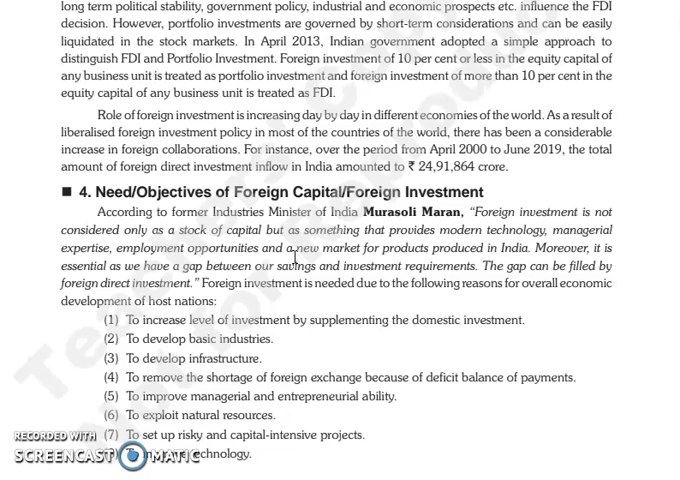 long term political stability, government policy, industrial and economic prospects etc. influence the FDI
decision. However, portfolio investments are governed by short-term considerations and can be easily
liquidated in the stock markets. In April 2013, Indian government adopted a simple approach to
distinguish FDI and Portfolio Investment. Foreign investment of 10 per cent or less in the equity capital of
any business unit is treated as portfolio investment and foreign investment of more than 10 per cent in the
equity capital of any business unit is treated as FDI.
Role of foreign investment is increasing day by day in different economies of the world. As a result of
liberalised foreign investment policy in most of the countries of the world, there has been a considerable
increase in foreign collaborations. For instance, over the period from April 2000 to June 2019, the total
amount of foreign direct investment inflow in India amounted to ₹ 24,91,864 crore.
■ 4. Need/Objectives of Foreign Capital/Foreign Investment
According to former Industries Minister of India Murasoli Maran, “Foreign investment is not
considered only as a stock of capital but as something that provides modern technology, managerial
expertise, employment opportunities and a new market for products produced in India. Moreover, it is
essential as we have a gap between our savings and investment requirements. The gap can be filled by
foreign direct investment.” Foreign investment is needed due to the following reasons for overall economic
development of host nations:
(1) To increase level of investment by supplementing the domestic investment.
(2) To develop basic industries.
(3) To develop infrastructure.
(4) To remove the shortage of foreign exchange because of deficit balance of payments.
(5) To improve managerial and entrepreneurial ability.
(6) To exploit natural resources.
(7) To set up risky and capital-intensive projects.
technology.
RECORDED WITH
SCREENCAST MATIC